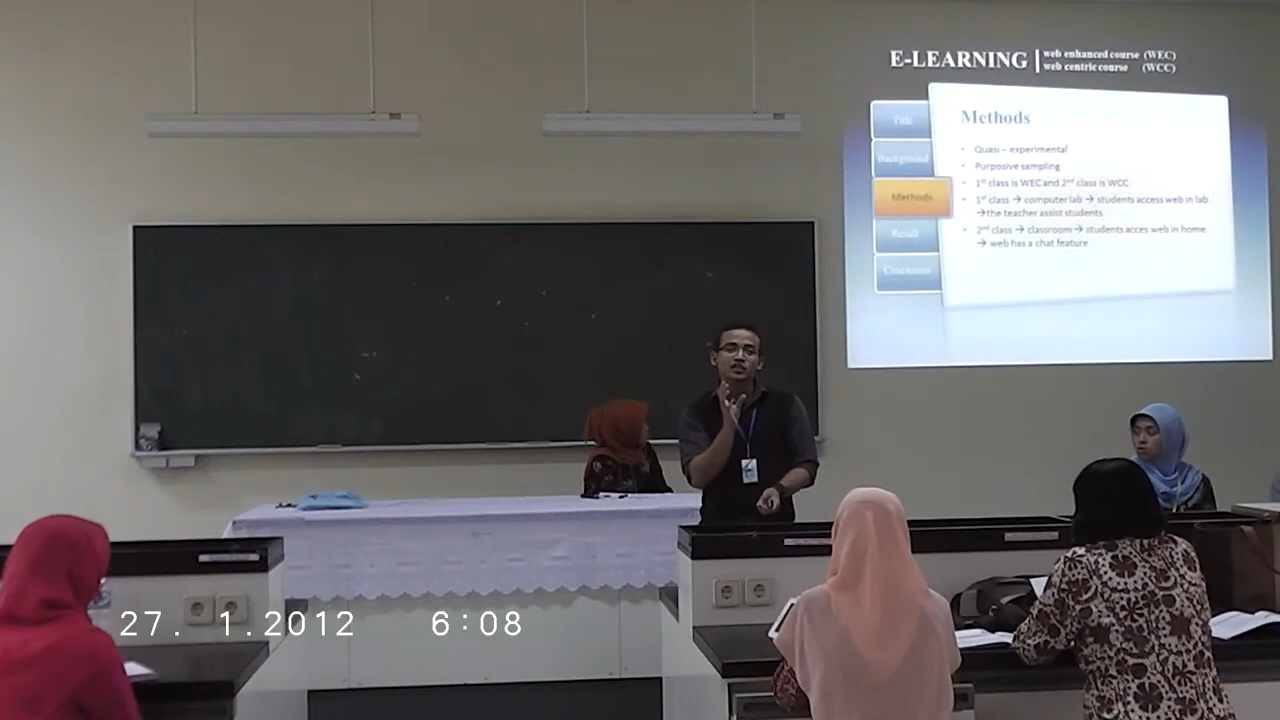 E-LEARNING
web enhanced course (WEC)
web centric course (WCC)
Title
Background
Methods
Result
Conclusion
Methods
• Quasi – experimental
• Purposive sampling
• 1st class is WEC and 2nd class is WCC
• 1st class → computer lab → students access web in lab
→the teacher assist students
• 2nd class → classroom → students acces web in home
→ web has a chat feature
27. 1.2012 6:08